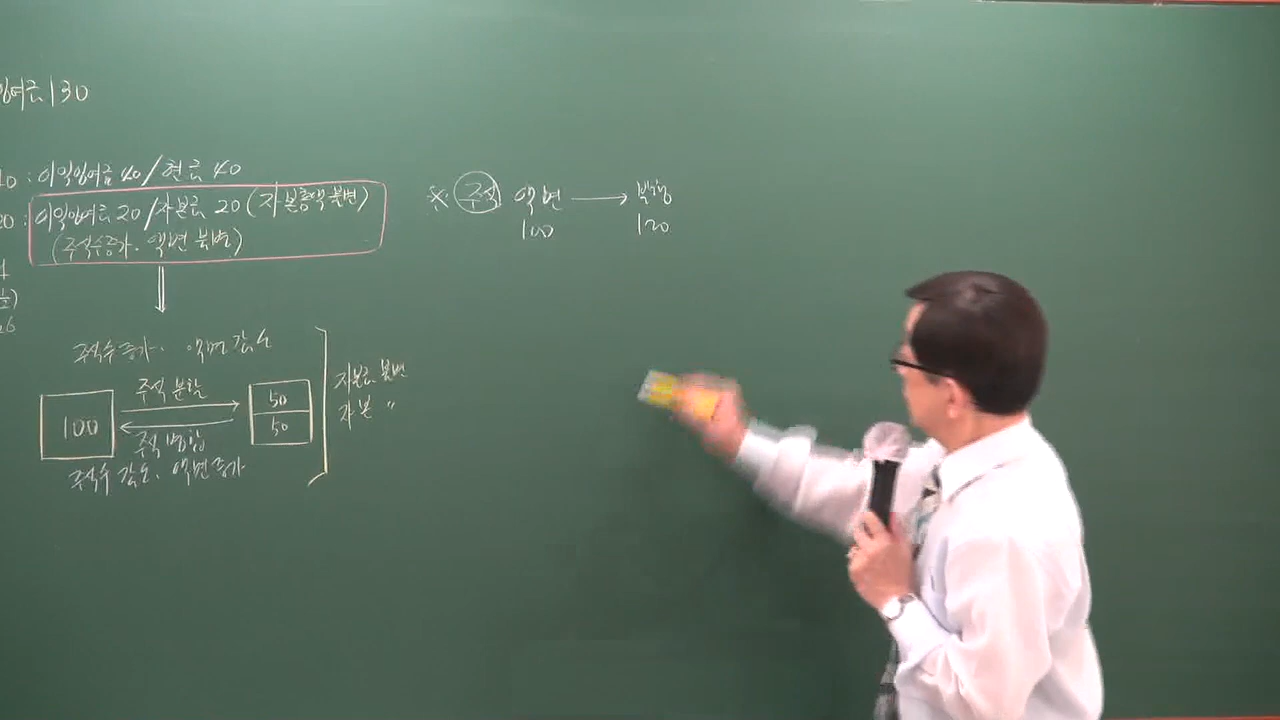 잉여금 130
10 : 이익잉여금 40 / 현금 40
20 : 이익잉여금 20 / 자본금 20 (자본총액 불변)
(주식수증가, 액면 불변)
주식수 증가, 액면 감소
100
주식 분할
주식 병합
50
50
주식수 감소, 액면 증가
자본금 불변
자본 〃
※ 주식 액면 → 발행
100 120